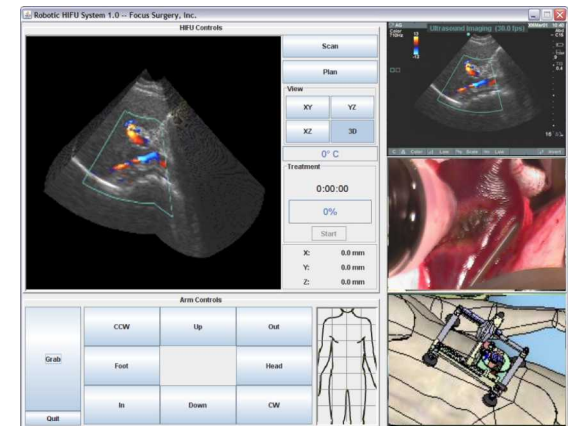 Robotic HIFU System 1.0 -- Focus Surgery, Inc.
HIFU Controls
Scan
Plan
View
XY
YZ
XZ
3D
0° C
Treatment
0:00:00
0%
Start
X: 0.0 mm
Y: 0.0 mm
Z: 0.0 mm
Arm Controls
Grab
Quit
CCW
Up
Out
Foot
Head
In
Down
CW
Ultrasound Imaging (30.0 fps)
Color